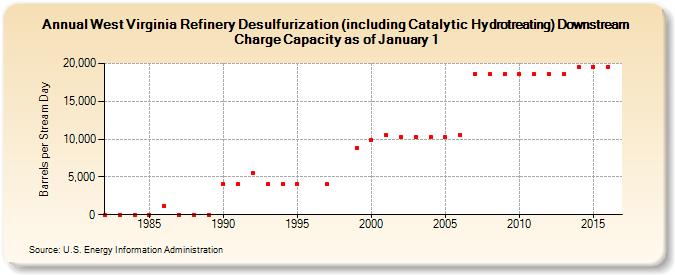 Annual West Virginia Refinery Desulfurization (including Catalytic Hydrotreating) Downstream
Charge Capacity as of January 1
Barrels per Stream Day
20,000
15,000
10,000
5,000
0
1985 1990 1995 2000 2005 2010 2015
Source: U.S. Energy Information Administration